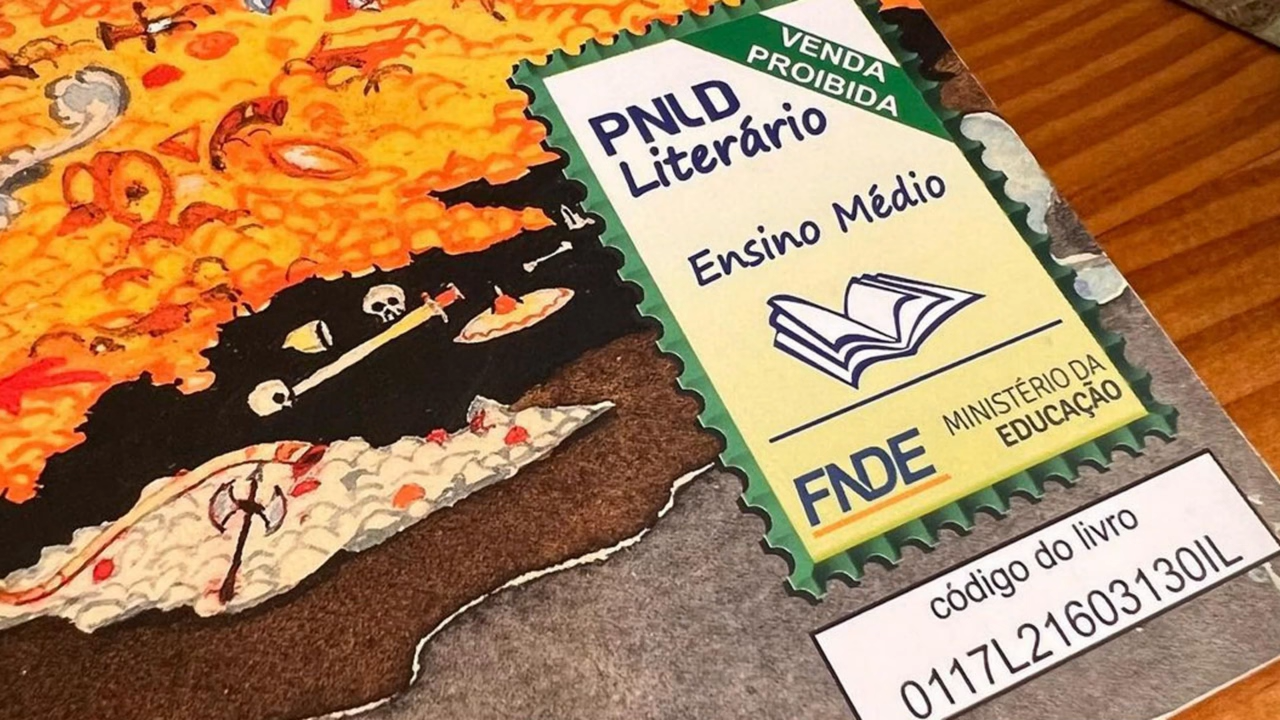 VENDA
PROIBIDA
PNLD
Literário
Ensino Médio
FNDE
MINISTÉRIO DA
EDUCAÇÃO
código do livro
0117L21603130IL